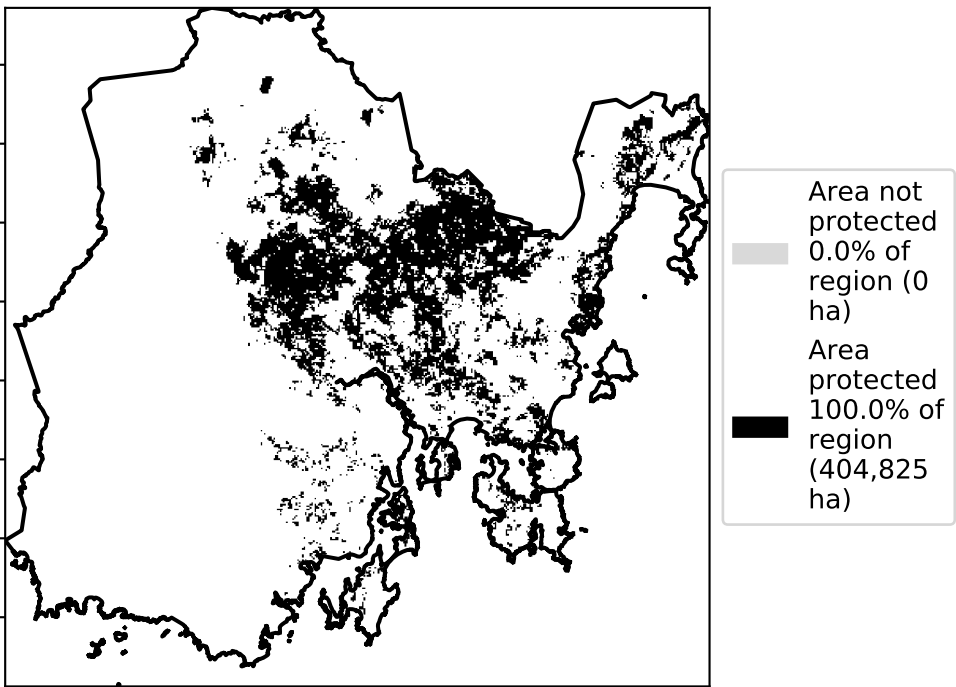 Area not
protected
0.0% of
region (0
ha)
Area
protected
100.0% of
region
(404,825
ha)